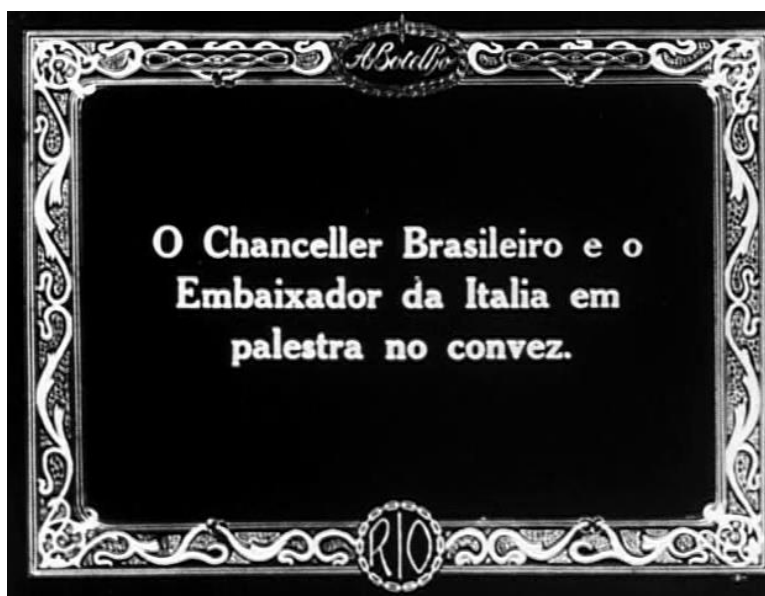 ABotelho
O Chanceller Brasileiro e o
Embaixador da Italia em
palestra no convez.
RIO